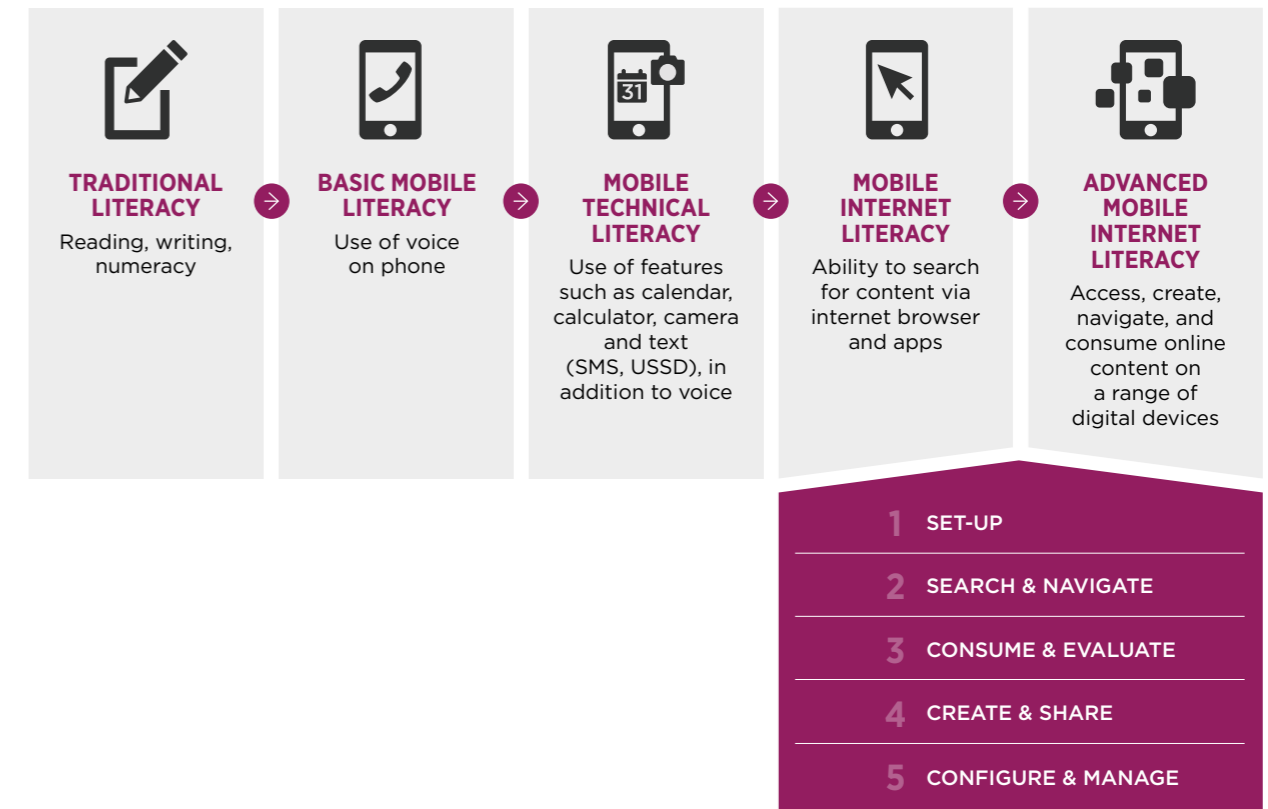 31
TRADITIONAL
LITERACY
Reading, writing,
numeracy
BASIC MOBILE
LITERACY
Use of voice
on phone
MOBILE
TECHNICAL
LITERACY
Use of features
such as calendar,
calculator, camera
and text
(SMS, USSD), in
addition to voice
MOBILE
INTERNET
LITERACY
Ability to search
for content via
internet browser
and apps
ADVANCED
MOBILE
INTERNET
LITERACY
Access, create,
navigate, and
consume online
content on
a range of
digital devices
1 SET-UP
2 SEARCH & NAVIGATE
3 CONSUME & EVALUATE
4 CREATE & SHARE
5 CONFIGURE & MANAGE